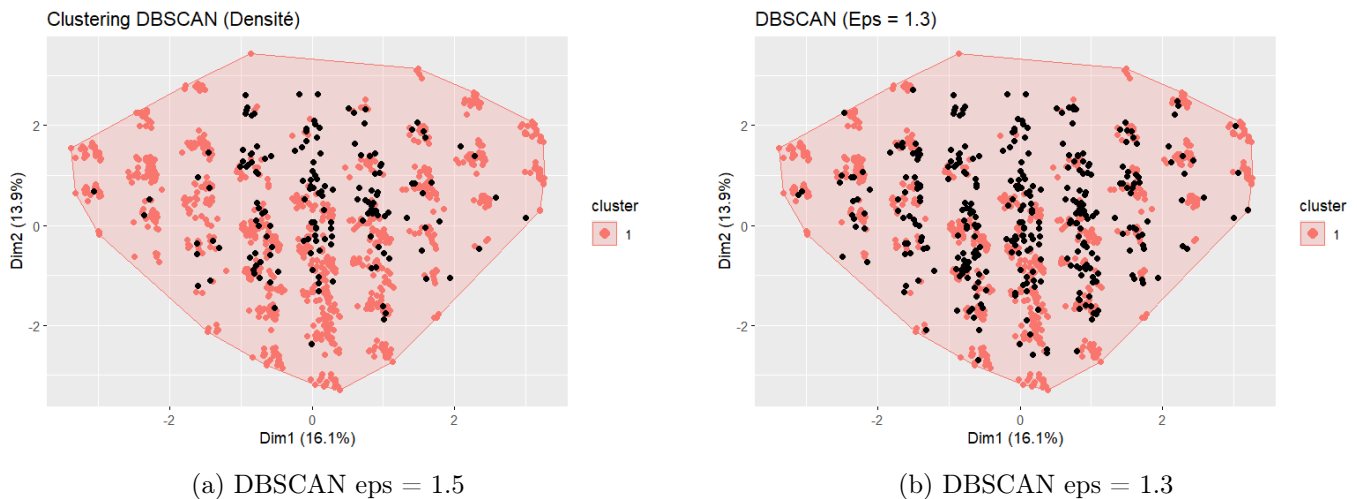 Clustering DBSCAN (Densité)
Dim2 (13.9%)
2
0
-2
-2
0
2
Dim1 (16.1%)
cluster
1
(a) DBSCAN eps = 1.5
DBSCAN (Eps = 1.3)
Dim2 (13.9%)
2
0
-2
-2
0
2
Dim1 (16.1%)
cluster
1
(b) DBSCAN eps = 1.3